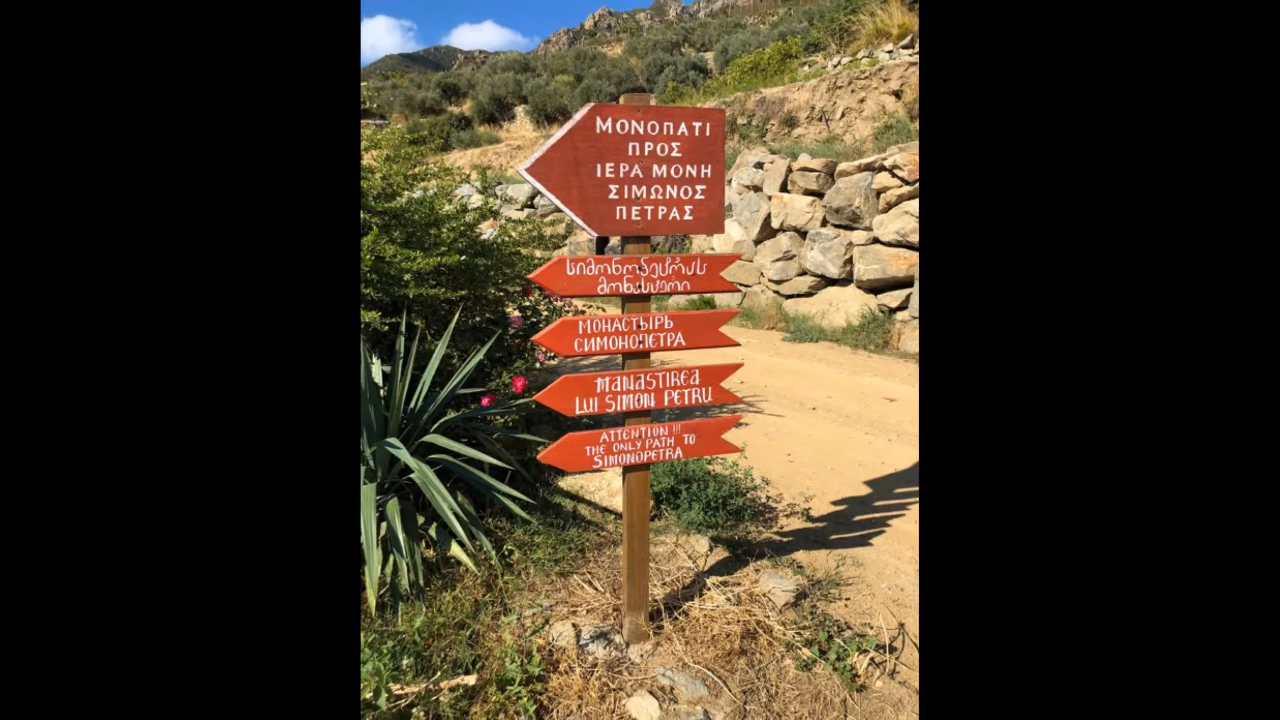 ΜΟΝΟΠΑΤΙ
ΠΡΟΣ
ΙΕΡΑ ΜΟΝΗ
ΣΙΜΩΝΟΣ
ΠΕΤΡΑΣ
სიმონოპეტრას
მონასტერი
МОНАСТЫРЬ
СИМОНОПЕТРА
MANASTIREA
LUI SIMON PETRU
ATTENTION !!!
THE ONLY PATH TO
SIMONOPETRA